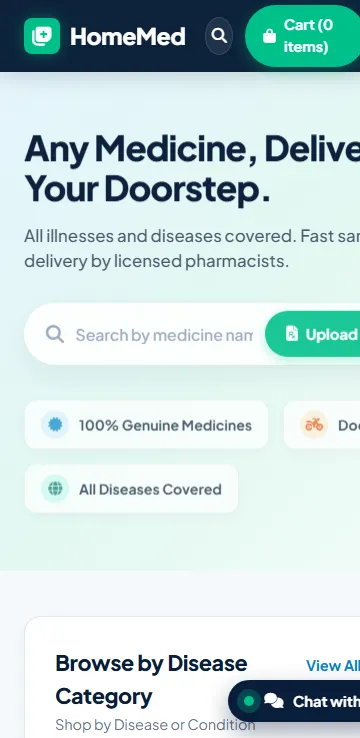 HomeMed
Cart (0
items)
Any Medicine, Delive
Your Doorstep.
All illnesses and diseases covered. Fast sar
delivery by licensed pharmacists.
Search by medicine nam
Upload
100% Genuine Medicines
Doo
All Diseases Covered
Browse by Disease
Category
View All
Shop by Disease or Condition
Chat with